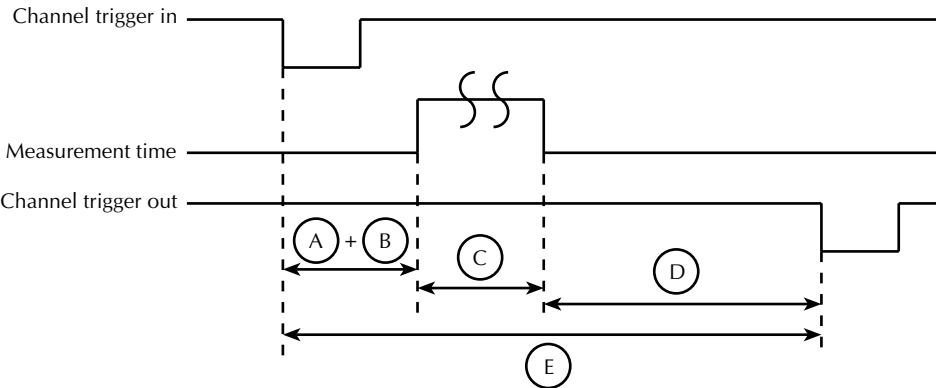 Channel trigger in
Measurement time
Channel trigger out
A + B
C
D
E